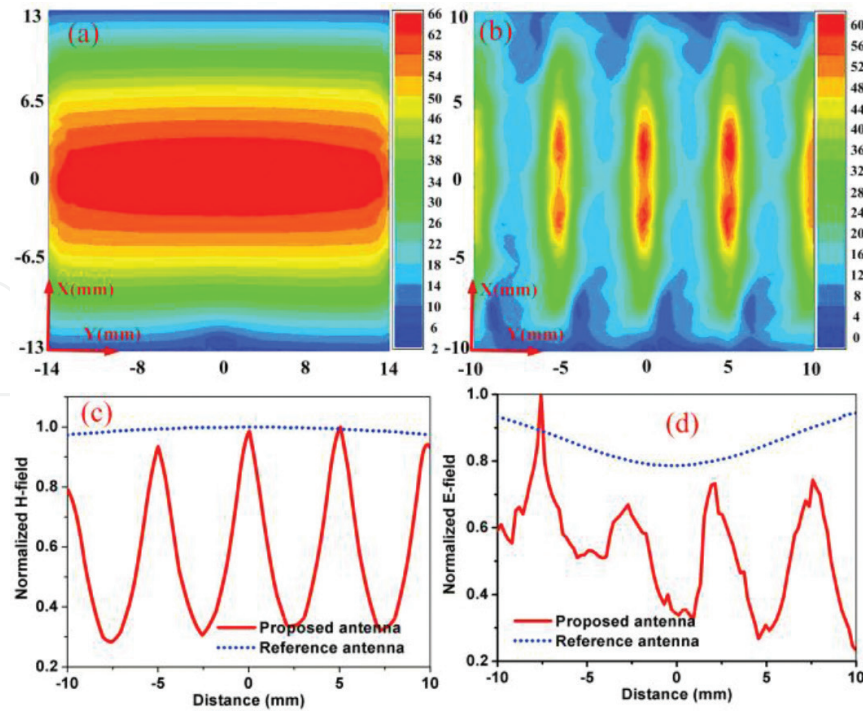 (a)
13
6.5
0
-6.5
-13
X(mm)
Y(mm)
-14 -8 0 8 14
66
62
58
54
50
46
42
38
34
30
26
22
18
14
10
6
2
(b)
10
5
0
-5
-10
X(mm)
Y(mm)
-10 -5 0 5 10
60
56
52
48
44
40
36
32
28
24
20
16
12
8
4
0
(c)
Normalized H-field
1.0
0.8
0.6
0.4
0.2
Proposed antenna
Reference antenna
-10 -5 0 5 10
Distance (mm)
(d)
Normalized E-field
1.0
0.8
0.6
0.4
0.2
Proposed antenna
Reference antenna
-10 -5 0 5 10
Distance (mm)